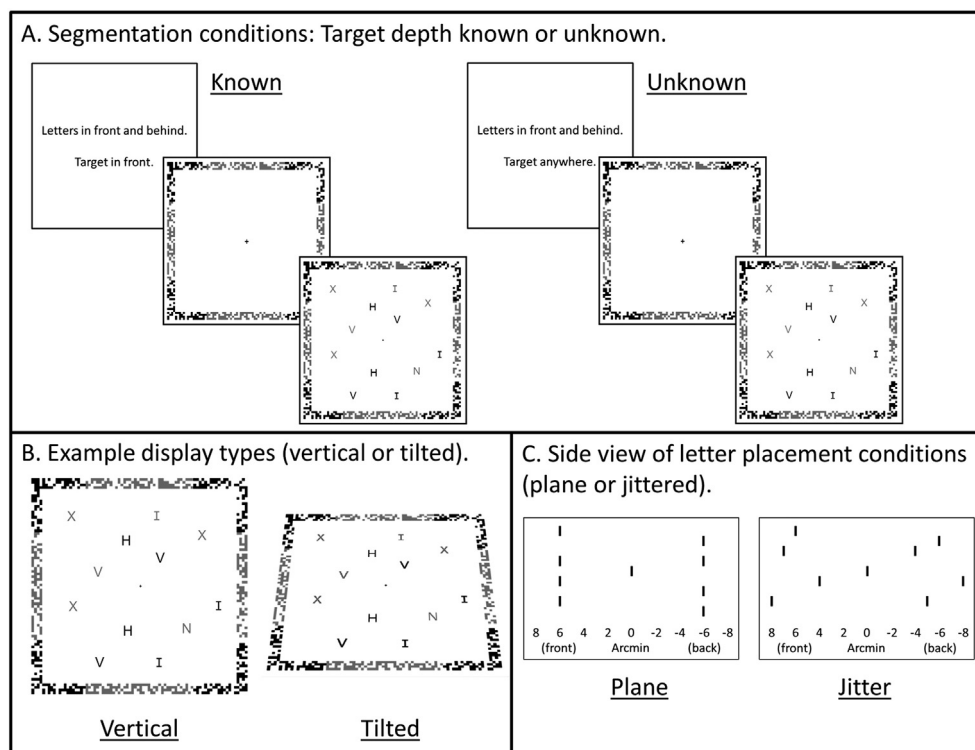 A. Segmentation conditions: Target depth known or unknown.
Known
Unknown
Letters in front and behind.
Target in front.
Letters in front and behind.
Target anywhere.
+
+
X I
H X
V
V
X I
H N
V I
X I
H X
V
V
X I
H N
V I
B. Example display types (vertical or tilted).
X I
H X
V
V
X I
H N
V I
X I
H X
V
V
X I
H N
V I
Vertical
Tilted
C. Side view of letter placement conditions
(plane or jittered).
8 6 4 2 0 -2 -4 -6 -8
(front) Arcmin (back)
Plane
8 6 4 2 0 -2 -4 -6 -8
(front) Arcmin (back)
Jitter